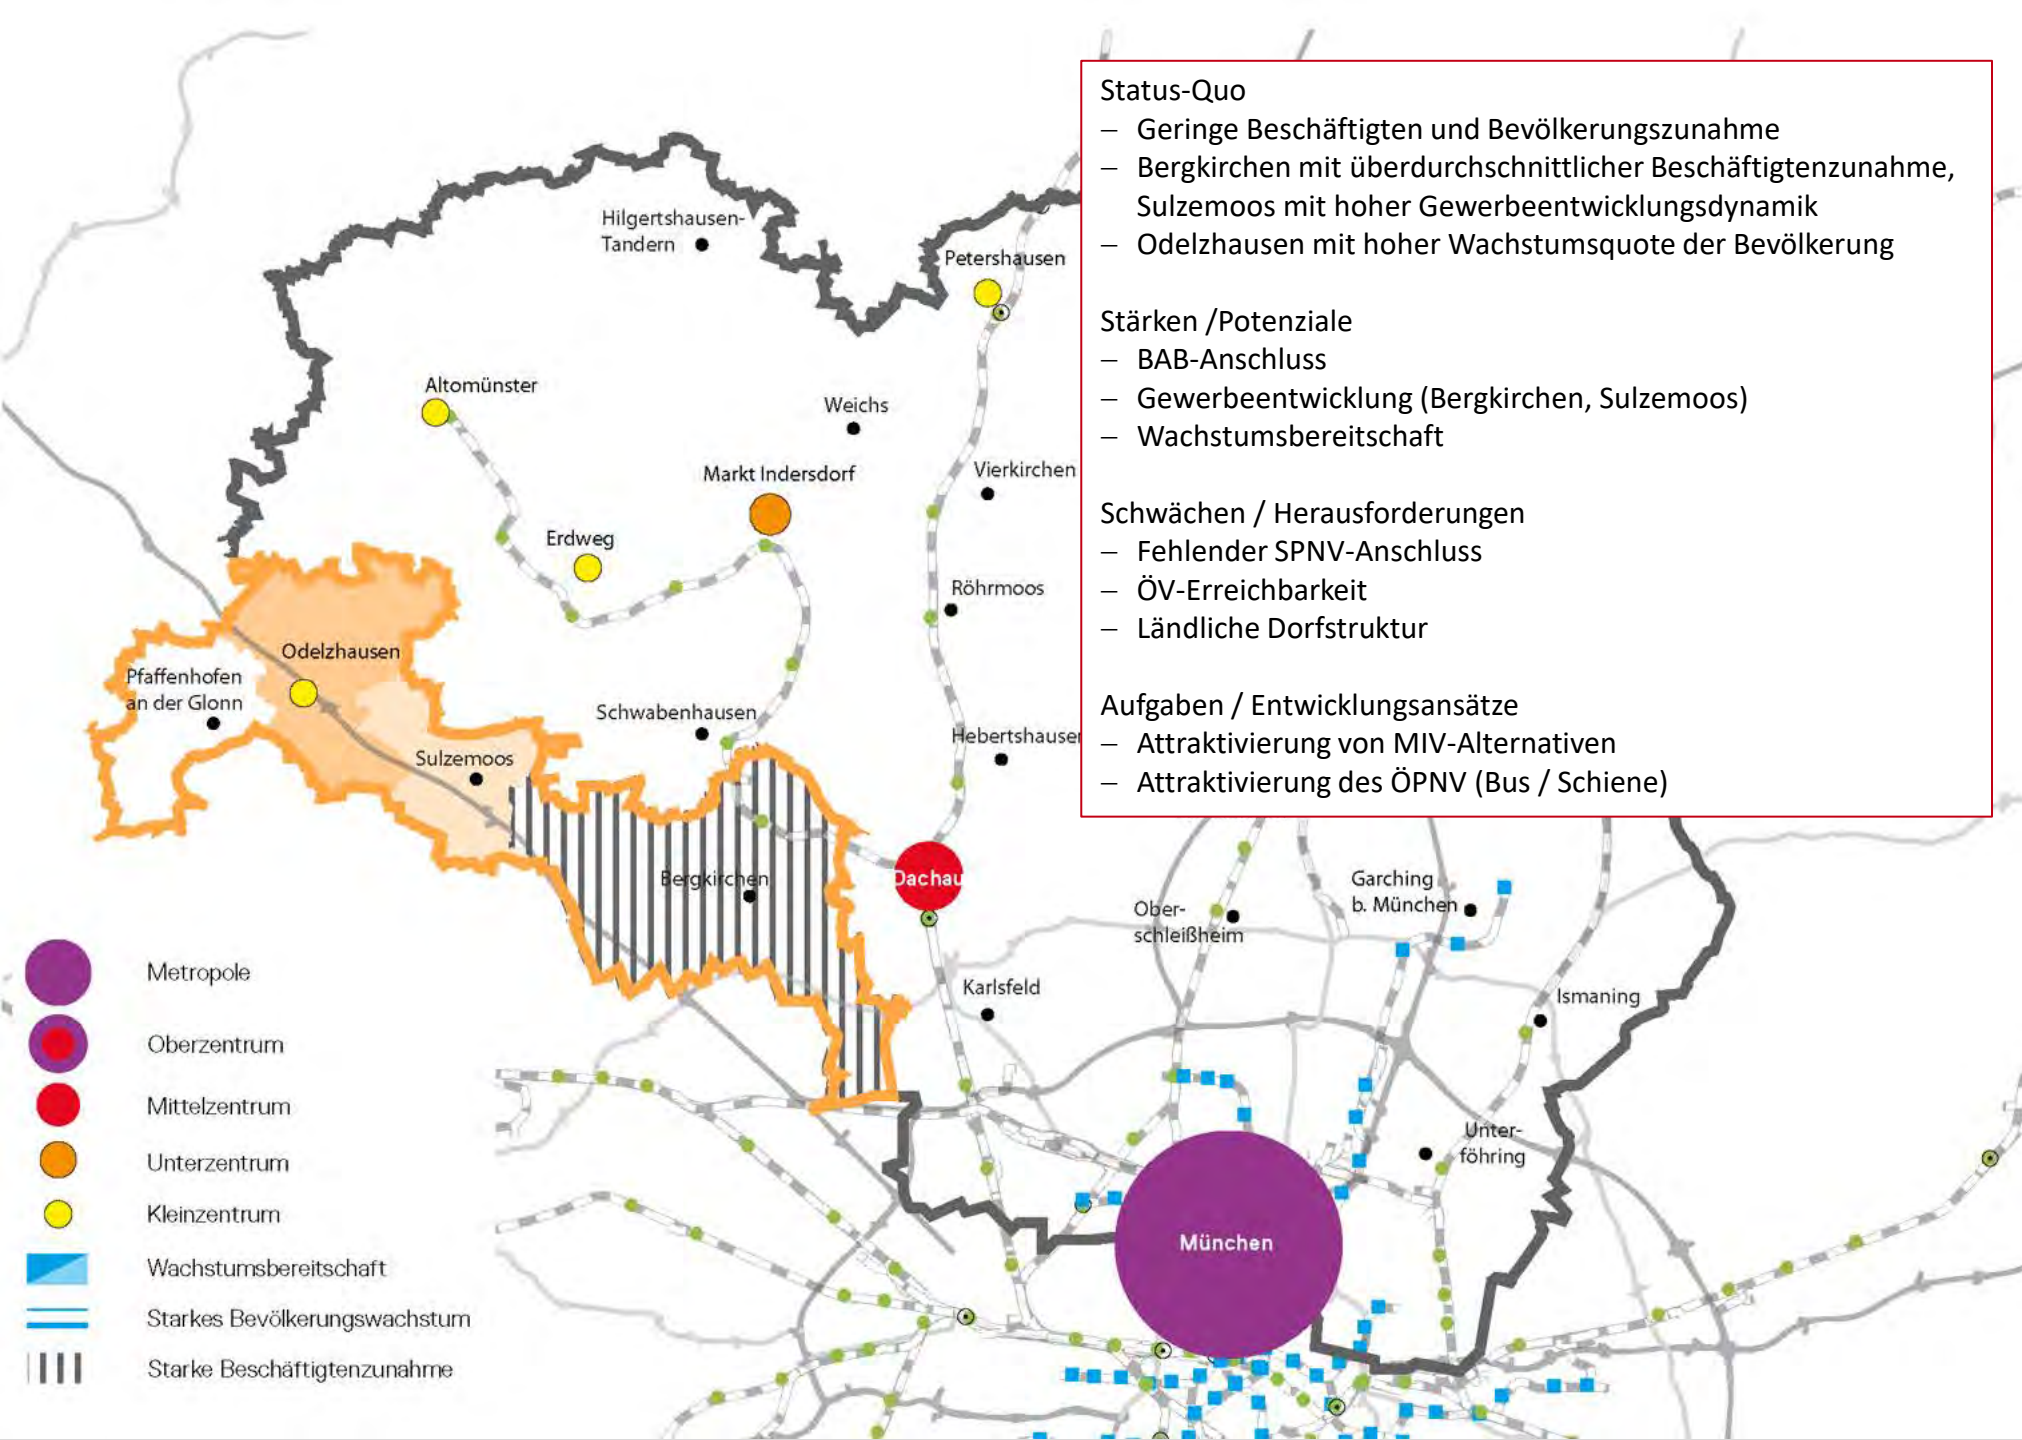 Status-Quo
– Geringe Beschäftigten und Bevölkerungszunahme
– Bergkirchen mit überdurchschnittlicher Beschäftigtenzunahme,
Sulzemoos mit hoher Gewerbeentwicklungsdynamik
– Odelzhausen mit hoher Wachstumsquote der Bevölkerung
Stärken /Potenziale
– BAB-Anschluss
– Gewerbeentwicklung (Bergkirchen, Sulzemoos)
– Wachstumsbereitschaft
Schwächen / Herausforderungen
– Fehlender SPNV-Anschluss
– ÖV-Erreichbarkeit
– Ländliche Dorfstruktur
Aufgaben / Entwicklungsansätze
– Attraktivierung von MIV-Alternativen
– Attraktivierung des ÖPNV (Bus / Schiene)
Hilgertshausen-
Tandern
Petershausen
Altomünster
Weichs
Markt Indersdorf
Vierkirchen
Erdweg
Röhrmoos
Odelzhausen
Pfaffenhofen
an der Glonn
Schwabenhausen
Hebertshauser
Sulzemoos
Bergkirchen
Dachau
Garching
b. München
Ober-
schleißheim
Karlsfeld
Ismaning
Unter-
föhring
München
Metropole
Oberzentrum
Mittelzentrum
Unterzentrum
Kleinzentrum
Wachstumsbereitschaft
Starkes Bevölkerungswachstum
Starke Beschäftigtenzunahme